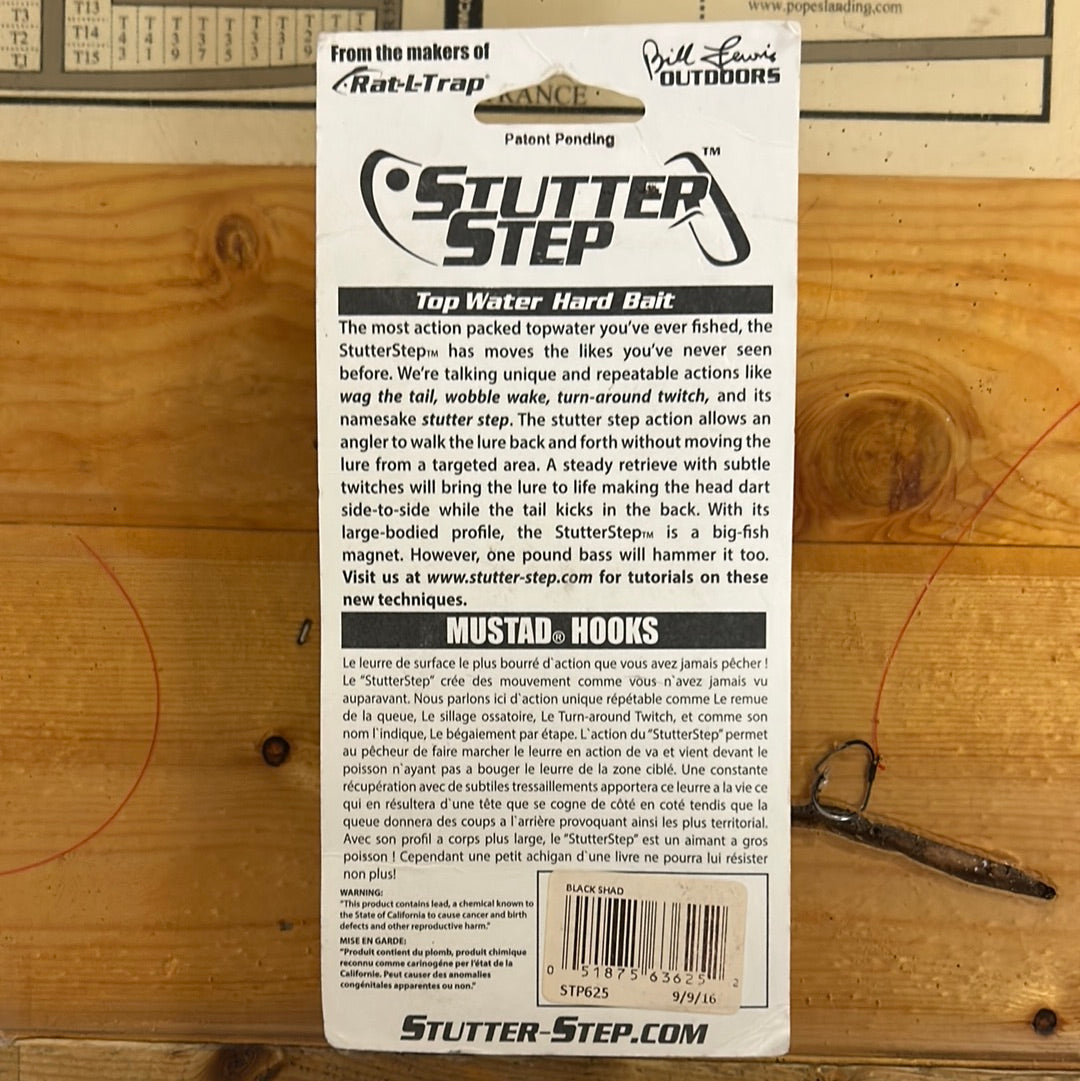 T3
T2
T1
T13
T14
T15
www.popeslanding.com
From the makers of
Rat-L-Trap®
Bill Lewis
OUTDOORS
RANCE
Patent Pending
STUTTER™
STEP
Top Water Hard Bait
The most action packed topwater you've ever fished, the
StutterStep™ has moves the likes you've never seen
before. We're talking unique and repeatable actions like
wag the tail, wobble wake, turn-around twitch, and its
namesake stutter step. The stutter step action allows an
angler to walk the lure back and forth without moving the
lure from a targeted area. A steady retrieve with subtle
twitches will bring the lure to life making the head dart
side-to-side while the tail kicks in the back. With its
large-bodied profile, the StutterStep™ is a big-fish
magnet. However, one pound bass will hammer it too.
Visit us at www.stutter-step.com for tutorials on these
new techniques.
MUSTAD® HOOKS
Le leurre de surface le plus bourré d`action que vous avez jamais pêcher !
Le "StutterStep" crée des mouvement comme vous n`avez jamais vu
auparavant. Nous parlons ici d`action unique répétable comme Le remue
de la queue, Le sillage ossatoire, Le Turn-around Twitch, et comme son
nom l`indique, Le bégaiement par étape. L`action du "StutterStep" permet
au pêcheur de faire marcher le leurre en action de va et vient devant le
poisson n`ayant pas a bouger le leurre de la zone ciblé. Une constante
récupération avec de subtiles tressaillements apportera ce leurre a la vie ce
qui en résultera d`une tête que se cogne de côté en coté tendis que la
queue donnera des coups a l`arrière provoquant ainsi les plus territorial.
Avec son profil a corps plus large, le "StutterStep" est un aimant a gros
poisson ! Cependant une petit achigan d`une livre ne pourra lui résister
non plus!
WARNING:
"This product contains lead, a chemical known to
the State of California to cause cancer and birth
defects and other reproductive harm."
MISE EN GARDE:
"Produit contient du plomb, produit chimique
reconnu comme carinogéne per l'état de la
Californie. Peut causer des anomalies
congénitales apparentes ou non."
BLACK SHAD
0 51875 63625 2
STP625 9/9/16
STUTTER-STEP.COM